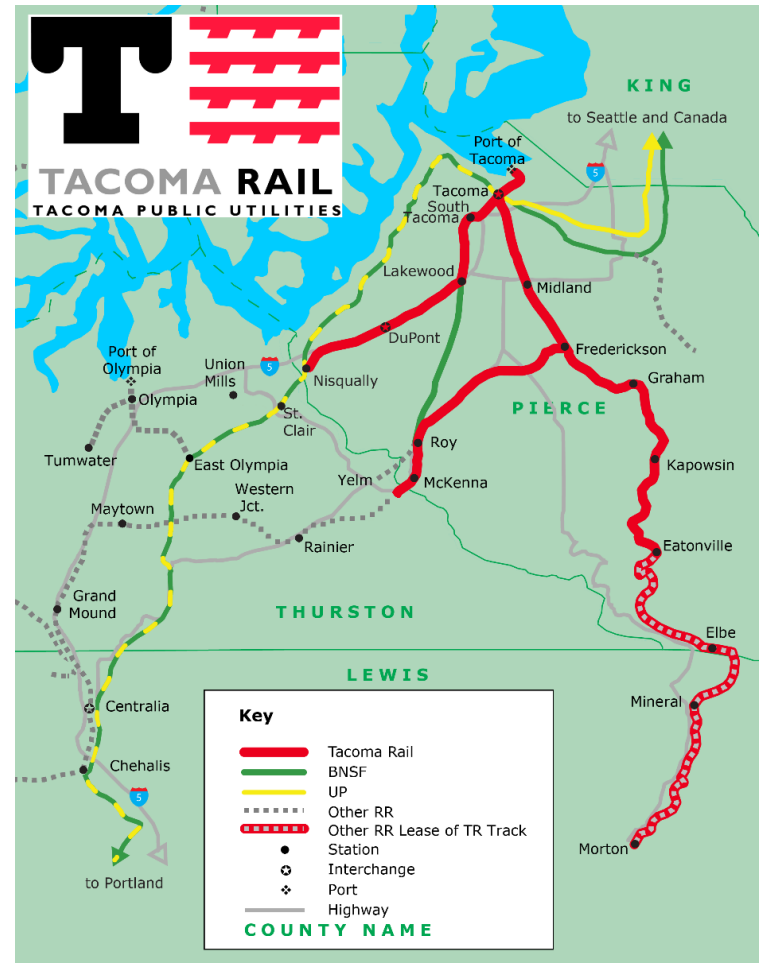 TACOMA RAIL
TACOMA PUBLIC UTILITIES
KING
to Seattle and Canada
Port of
Tacoma
5
Tacoma
South
Tacoma
Lakewood
Midland
DuPont
Frederickson
Port of
Olympia
Union
Mills
5
Nisqually
Graham
Olympia
St.
Clair
PIERCE
Roy
Tumwater
East Olympia
Kapowsin
Yelm
McKenna
Western
Jct.
Maytown
Rainier
Eatonville
Grand
Mound
THURSTON
Elbe
LEWIS
Mineral
Centralia
Chehalis
5
to Portland
Morton
Key
Tacoma Rail
BNSF
UP
Other RR
Other RR Lease of TR Track
Station
Interchange
Port
Highway
COUNTY NAME